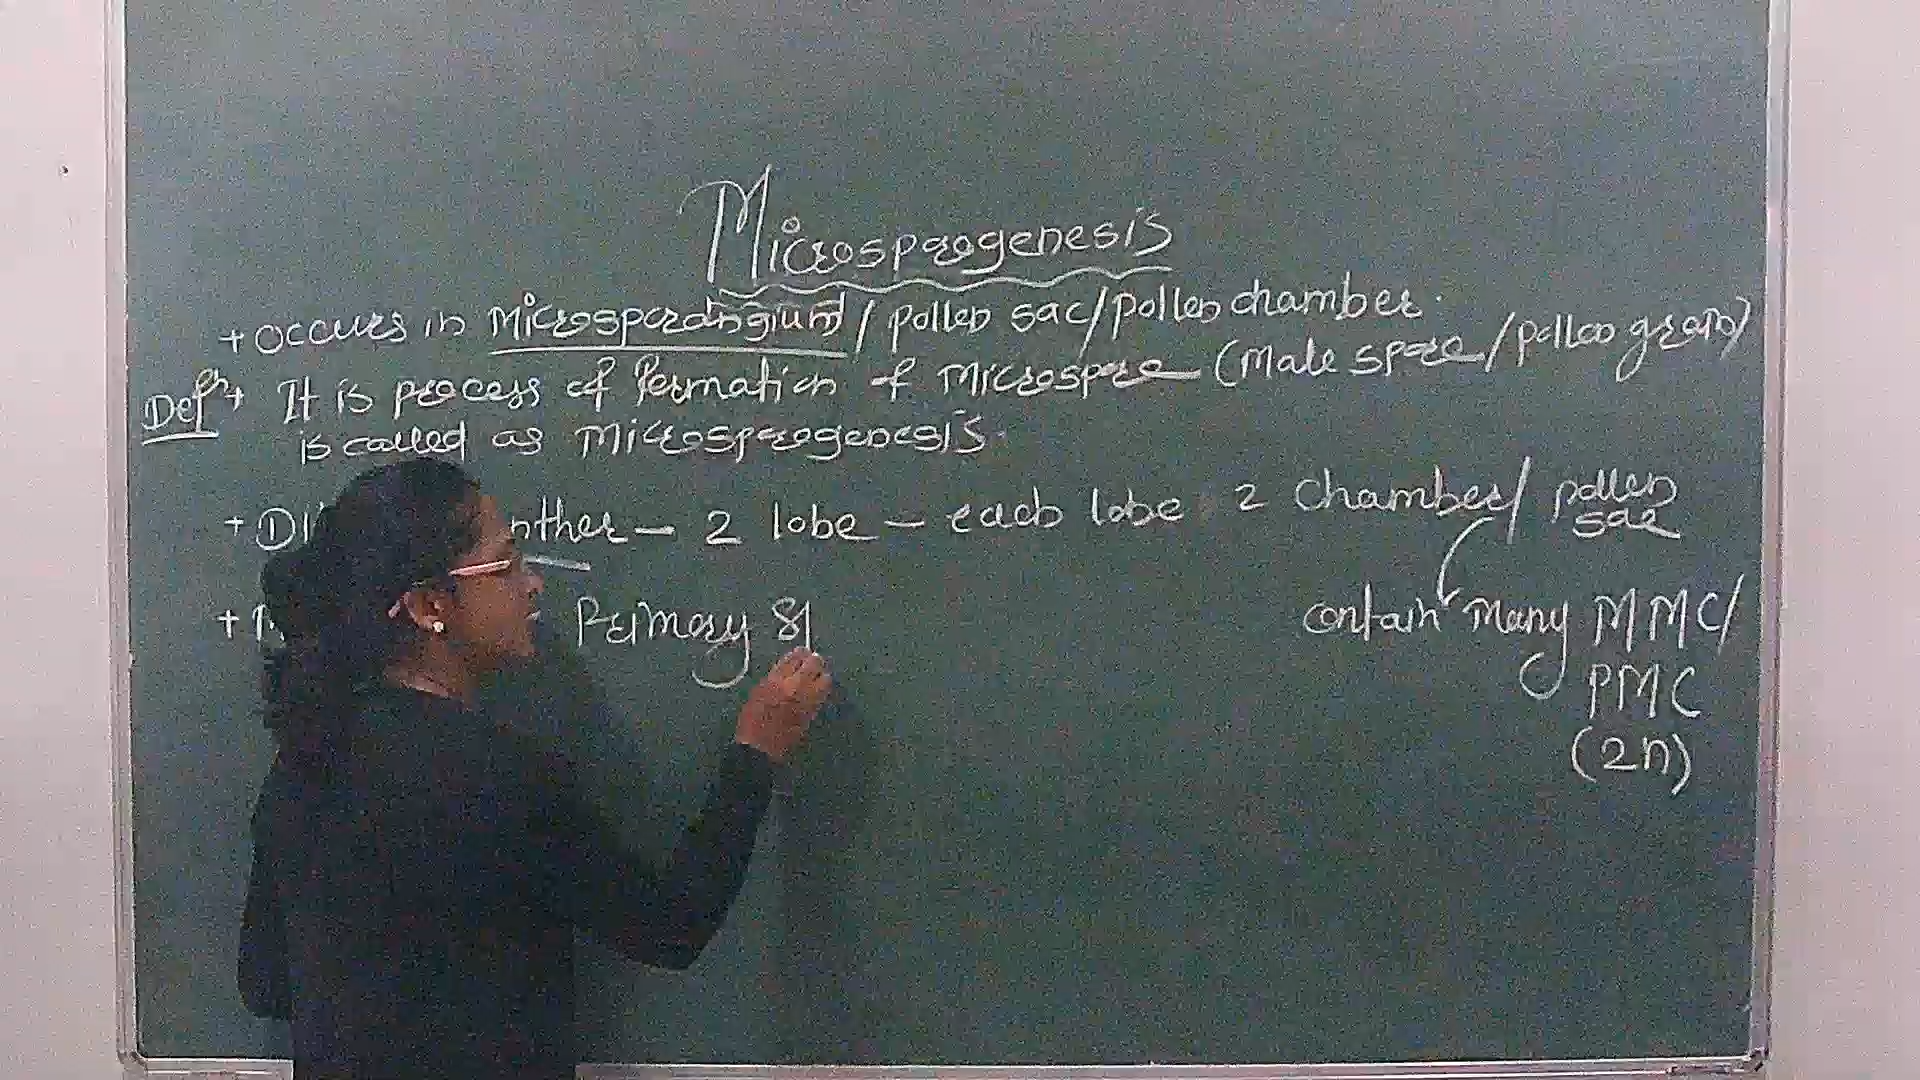 Microsporogenesis
+ occurs in Microsporangium / pollen sac / pollen chamber.
Defn + It is process of formation of Microspore (Male spore / pollen grain)
is called as Microsporogenesis.
+ 2 lobe – each lobe 2 chamber / pollen sac
+ Primary
contain many MMC /
PMC
(2n)